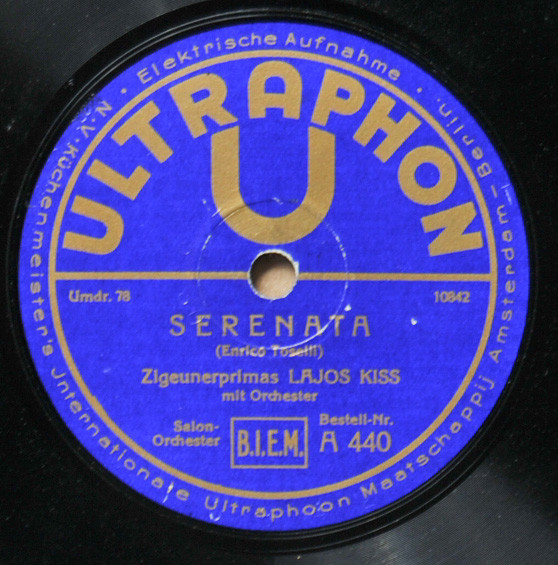 N.V. Küchenmeister's Jnternationale Ultraphoon Maatschappij Amsterdam-Berlin.
Elektrische Aufnahme
ULTRAPHON
U
Umdr. 78
10842
SERENATA
(Enrico Toselli)
Zigeunerprimas LAJOS KISS
mit Orchester
Salon-
Orchester
B.I.E.M.
Bestell-Nr.
A 440